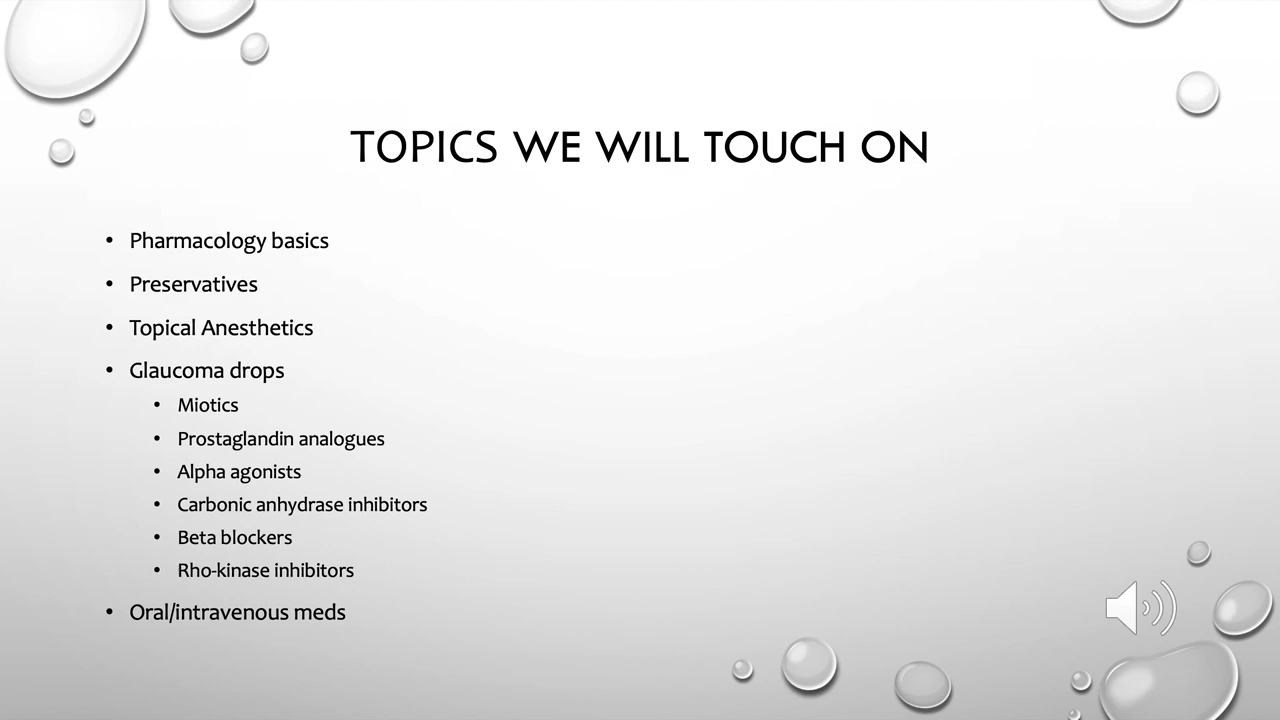 TOPICS WE WILL TOUCH ON
• Pharmacology basics
• Preservatives
• Topical Anesthetics
• Glaucoma drops
• Miotics
• Prostaglandin analogues
• Alpha agonists
• Carbonic anhydrase inhibitors
• Beta blockers
• Rho-kinase inhibitors
• Oral/intravenous meds